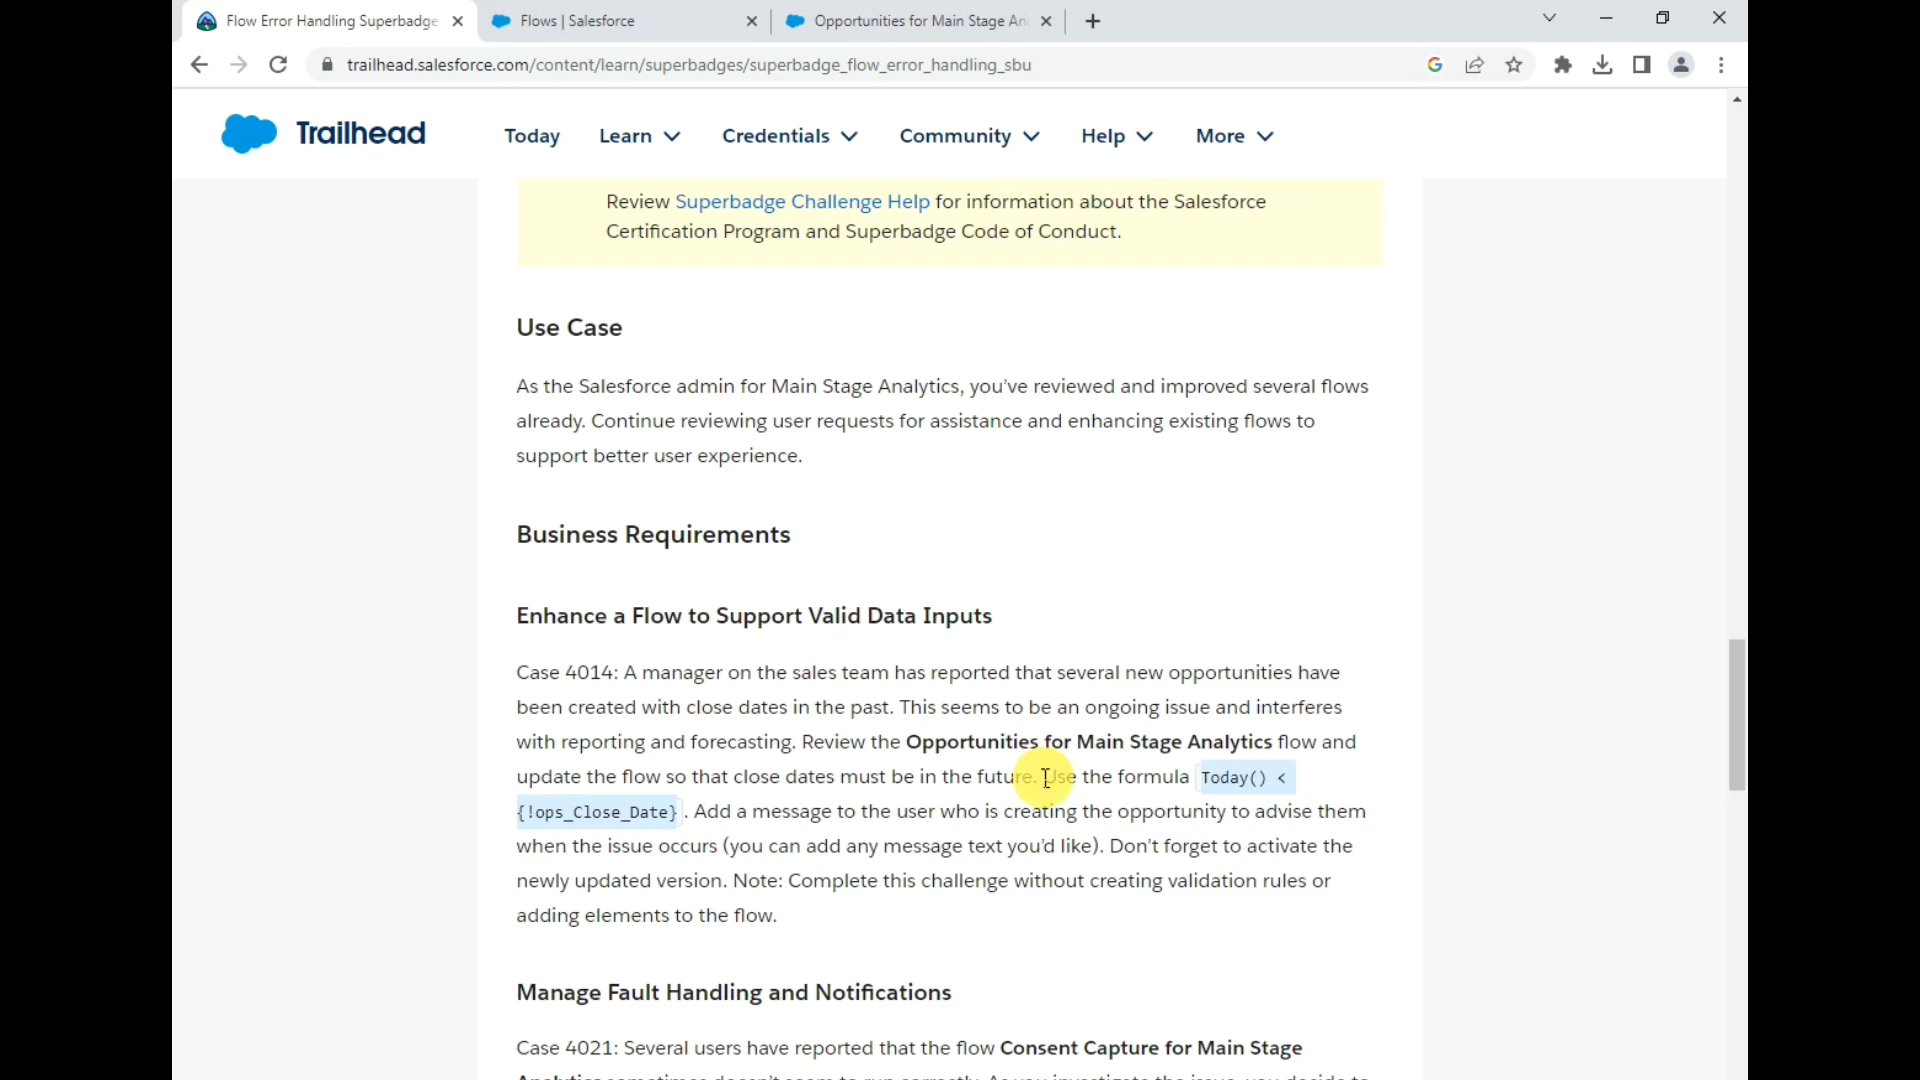 Flow Error Handling Superbadge
Flows | Salesforce
Opportunities for Main Stage An
trailhead.salesforce.com/content/learn/superbadges/superbadge_flow_error_handling_sbu
Trailhead
Today
Learn
Credentials
Community
Help
More
Review Superbadge Challenge Help for information about the Salesforce
Certification Program and Superbadge Code of Conduct.
Use Case
As the Salesforce admin for Main Stage Analytics, you’ve reviewed and improved several flows
already. Continue reviewing user requests for assistance and enhancing existing flows to
support better user experience.
Business Requirements
Enhance a Flow to Support Valid Data Inputs
Case 4014: A manager on the sales team has reported that several new opportunities have
been created with close dates in the past. This seems to be an ongoing issue and interferes
with reporting and forecasting. Review the Opportunities for Main Stage Analytics flow and
update the flow so that close dates must be in the future. Use the formula Today() <
{!ops_Close_Date} . Add a message to the user who is creating the opportunity to advise them
when the issue occurs (you can add any message text you’d like). Don’t forget to activate the
newly updated version. Note: Complete this challenge without creating validation rules or
adding elements to the flow.
Manage Fault Handling and Notifications
Case 4021: Several users have reported that the flow Consent Capture for Main Stage